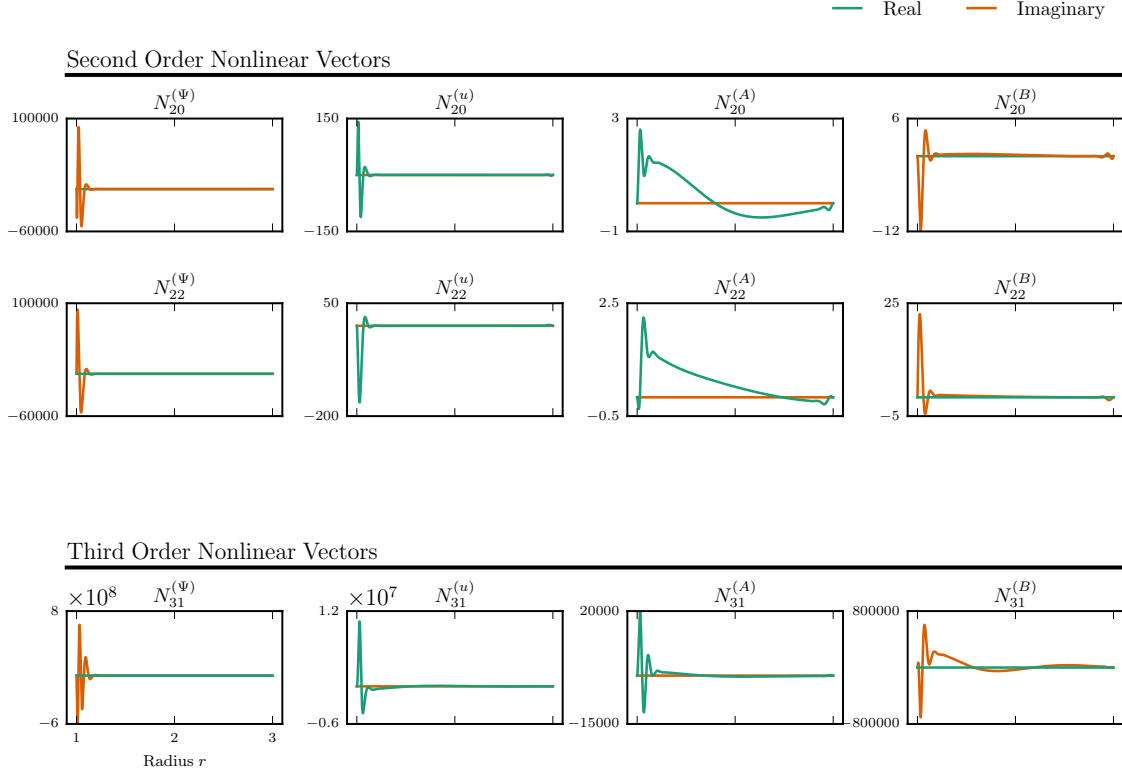 Real Imaginary
Second Order Nonlinear Vectors
N_{20}^{(Ψ)} N_{20}^{(u)} N_{20}^{(A)} N_{20}^{(B)}
100000 150 3 6
−60000 −150 −1 −12
N_{22}^{(Ψ)} N_{22}^{(u)} N_{22}^{(A)} N_{22}^{(B)}
100000 50 2.5 25
−60000 −200 −0.5 −5
Third Order Nonlinear Vectors
×10^8 N_{31}^{(Ψ)} ×10^7 N_{31}^{(u)} N_{31}^{(A)} N_{31}^{(B)}
8 1.2 20000 800000
−6 −0.6 −15000 −800000
1 2 3
Radius r